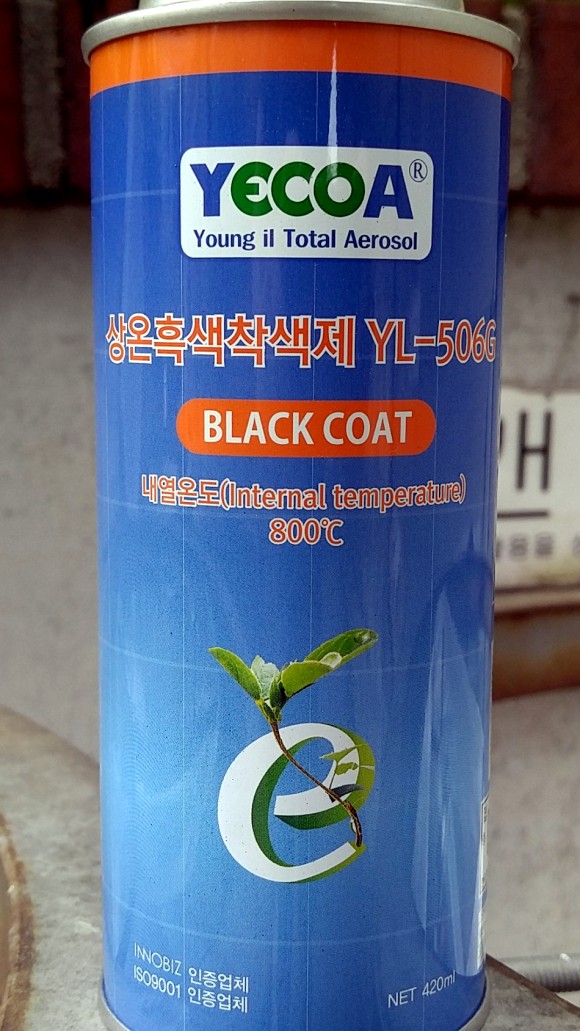 YECOA®
Young il Total Aerosol
상온흑색착색제 YL-506G
BLACK COAT
내열온도(Internal temperature)
800℃
e
INNOBIZ 인증업체
ISO9001 인증업체
NET 420ml
PH